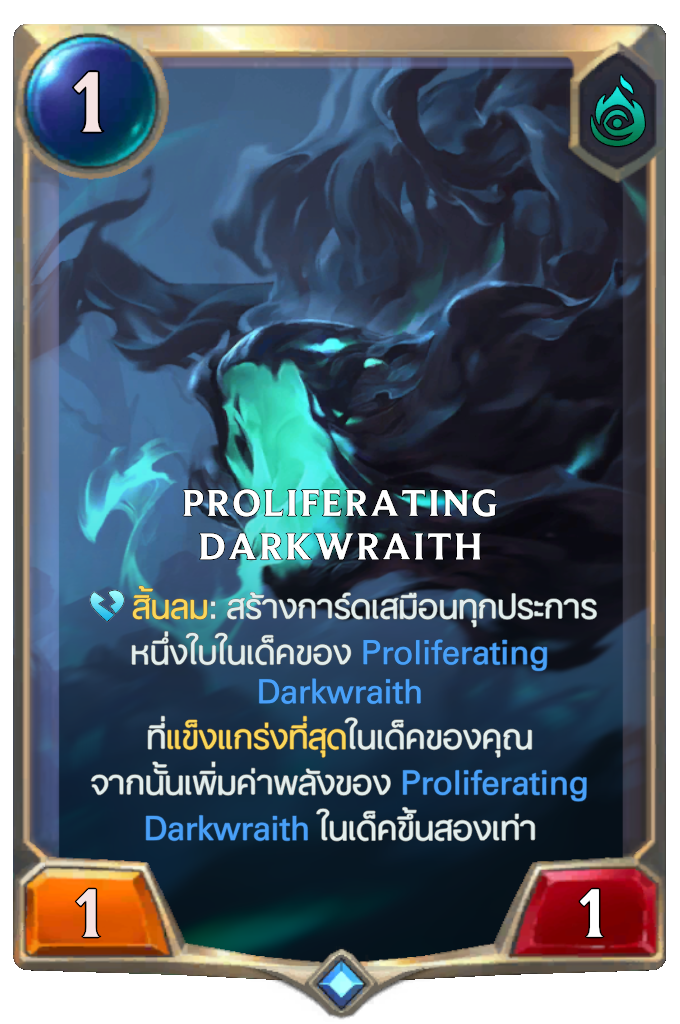 1
PROLIFERATING
DARKWRAITH
สิ้นลม: สร้างการ์ดเสมือนทุกประการ
หนึ่งใบในเด็คของ Proliferating
Darkwraith
ที่แข็งแกร่งที่สุดในเด็คของคุณ
จากนั้นเพิ่มค่าพลังของ Proliferating
Darkwraith ในเด็คขึ้นสองเท่า
1
1